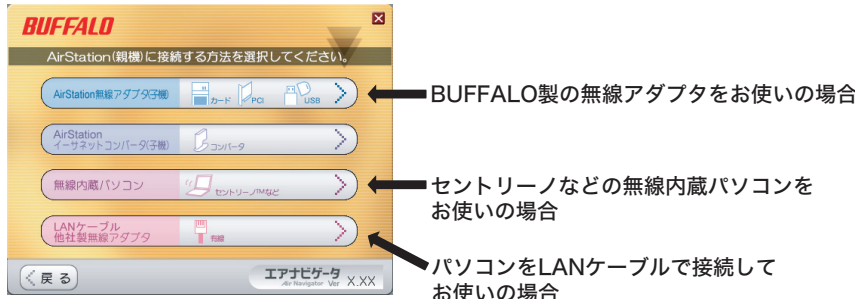 BUFFALO
AirStation(親機)に接続する方法を選択してください。
AirStation無線アダプタ(子機) カード PCI USB
BUFFALO製の無線アダプタをお使いの場合
AirStation
イーサネットコンバータ(子機) コンバータ
無線内蔵パソコン セントリーノTMなど
セントリーノなどの無線内蔵パソコンを
お使いの場合
LANケーブル
他社製無線アダプタ 有線
パソコンをLANケーブルで接続して
お使いの場合
戻る
エアナビゲータ
Air Navigator Ver X.XX